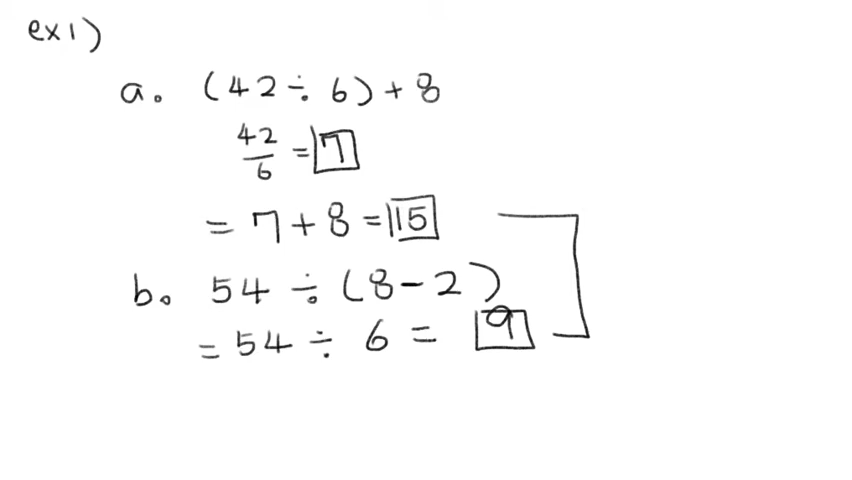 ex1)
a. (42 ÷ 6) + 8
42/6 = 7
= 7 + 8 = 15
b. 54 ÷ (8 - 2)
= 54 ÷ 6 = 9